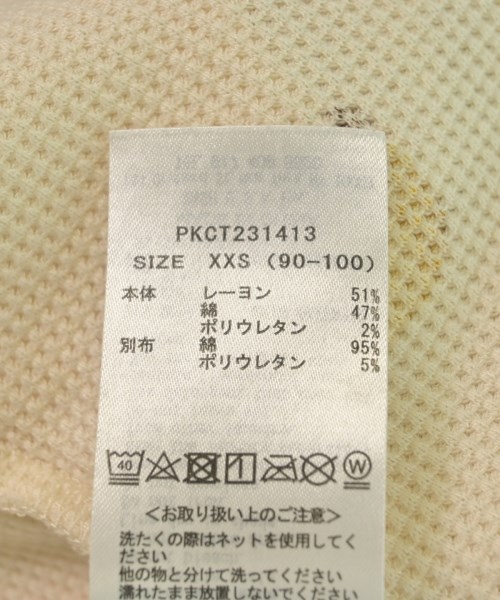 PKCT231413
SIZE XXS (90-100)
本体 レーヨン 51%
綿 47%
ポリウレタン 2%
別布 綿 95%
ポリウレタン 5%
40 W
＜お取り扱い上のご注意＞
洗たくの際はネットを使用してく
ださい
他の物と分けて洗ってください
濡れたまま放置しないでくださ